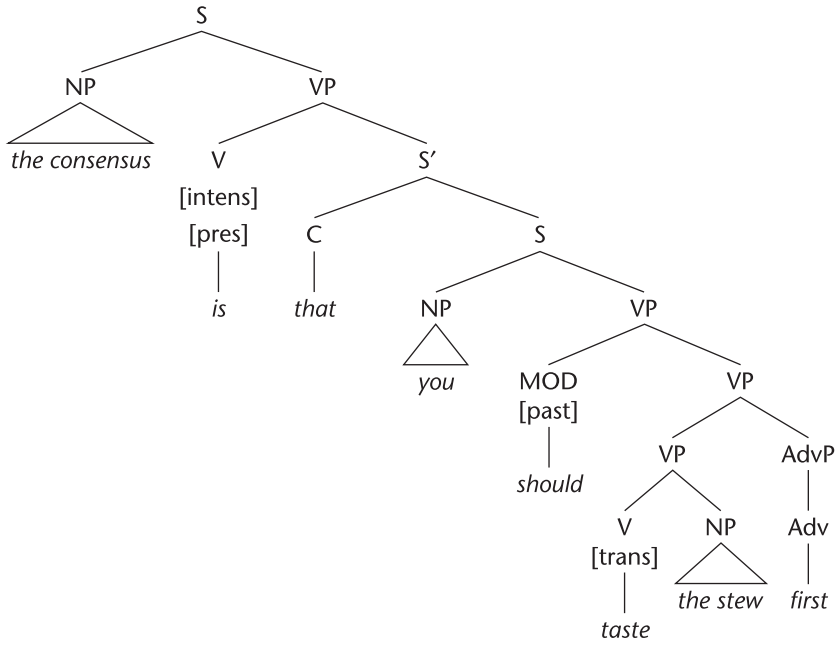 S
NP VP
the consensus V S′
[intens]
[pres] C S
is that NP VP
you MOD VP
[past]
should VP AdvP
V NP Adv
[trans] the stew first
taste